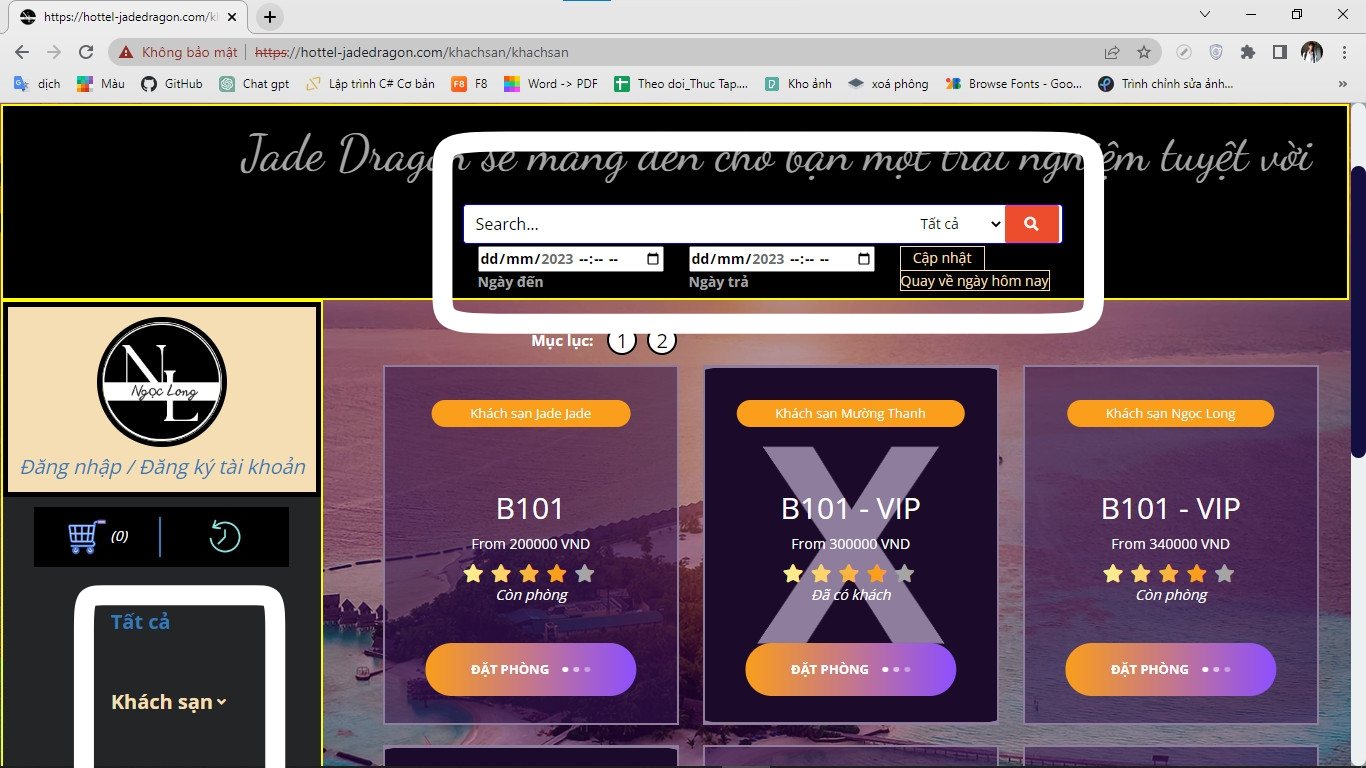 https://hottel-jadedragon.com/kl
Không bảo mật https://hottel-jadedragon.com/khachsan/khachsan
dịch Màu GitHub Chat gpt Lập trình C# Cơ bản F8 F8 Word -> PDF Theo doi_Thuc Tap.... Kho ảnh xoá phông Browse Fonts - Goo... Trình chỉnh sửa ảnh...
Jade Dragon sẽ mang đến cho bạn một trải nghiệm tuyệt vời
Search... Tất cả
dd/mm/2023 --:-- -- dd/mm/2023 --:-- -- Cập nhật
Ngày đến Ngày trả Quay về ngày hôm nay
NL
Ngọc Long
Đăng nhập / Đăng ký tài khoản
(0)
Tất cả
Khách sạn
Mục lục: 1 2
Khách sạn Jade Jade
B101
From 200000 VND
Còn phòng
ĐẶT PHÒNG
Khách sạn Mường Thanh
X
B101 - VIP
From 300000 VND
Đã có khách
ĐẶT PHÒNG
Khách sạn Ngọc Long
B101 - VIP
From 340000 VND
Còn phòng
ĐẶT PHÒNG